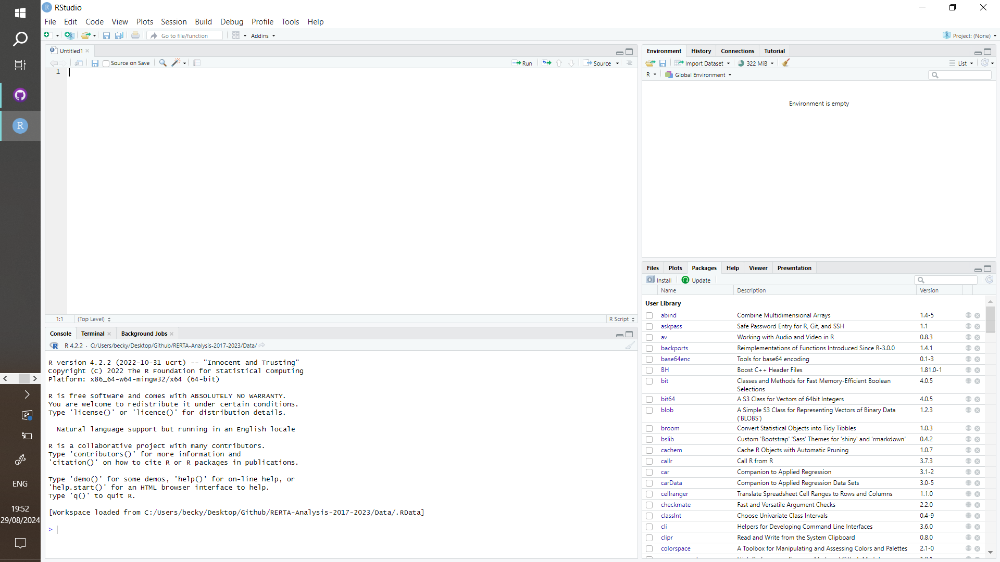 RStudio
File Edit Code View Plots Session Build Debug Profile Tools Help
Go to file/function Addins Project: (None)
Untitled1
Source on Save Run Source
1
1:1 (Top Level) R Script
Console Terminal Background Jobs
R 4.2.2 · C:/Users/becky/Desktop/Github/RERTA-Analysis-2017-2023/Data/
R version 4.2.2 (2022-10-31 ucrt) -- "Innocent and Trusting"
Copyright (C) 2022 The R Foundation for Statistical Computing
Platform: x86_64-w64-mingw32/x64 (64-bit)
R is free software and comes with ABSOLUTELY NO WARRANTY.
You are welcome to redistribute it under certain conditions.
Type 'license()' or 'licence()' for distribution details.
Natural language support but running in an English locale
R is a collaborative project with many contributors.
Type 'contributors()' for more information and
'citation()' on how to cite R or R packages in publications.
Type 'demo()' for some demos, 'help()' for on-line help, or
'help.start()' for an HTML browser interface to help.
Type 'q()' to quit R.
[Workspace loaded from C:/Users/becky/Desktop/Github/RERTA-Analysis-2017-2023/Data/.RData]
>
Environment History Connections Tutorial
Import Dataset 322 MiB List
R Global Environment
Environment is empty
Files Plots Packages Help Viewer Presentation
Install Update
Name Description Version
User Library
abind Combine Multidimensional Arrays 1.4-5
askpass Safe Password Entry for R, Git, and SSH 1.1
av Working with Audio and Video in R 0.8.3
backports Reimplementations of Functions Introduced Since R-3.0.0 1.4.1
base64enc Tools for base64 encoding 0.1-3
BH Boost C++ Header Files 1.81.0-1
bit Classes and Methods for Fast Memory-Efficient Boolean 4.0.5
Selections
bit64 A S3 Class for Vectors of 64bit Integers 4.0.5
blob A Simple S3 Class for Representing Vectors of Binary Data 1.2.3
('BLOBS')
broom Convert Statistical Objects into Tidy Tibbles 1.0.3
bslib Custom 'Bootstrap' 'Sass' Themes for 'shiny' and 'rmarkdown' 0.4.2
cachem Cache R Objects with Automatic Pruning 1.0.7
callr Call R from R 3.7.3
car Companion to Applied Regression 3.1-2
carData Companion to Applied Regression Data Sets 3.0-5
cellranger Translate Spreadsheet Cell Ranges to Rows and Columns 1.1.0
checkmate Fast and Versatile Argument Checks 2.2.0
classInt Choose Univariate Class Intervals 0.4-9
cli Helpers for Developing Command Line Interfaces 3.6.0
clipr Read and Write from the System Clipboard 0.8.0
colorspace A Toolbox for Manipulating and Assessing Colors and Palettes 2.1-0
ENG
19:52
29/08/2024